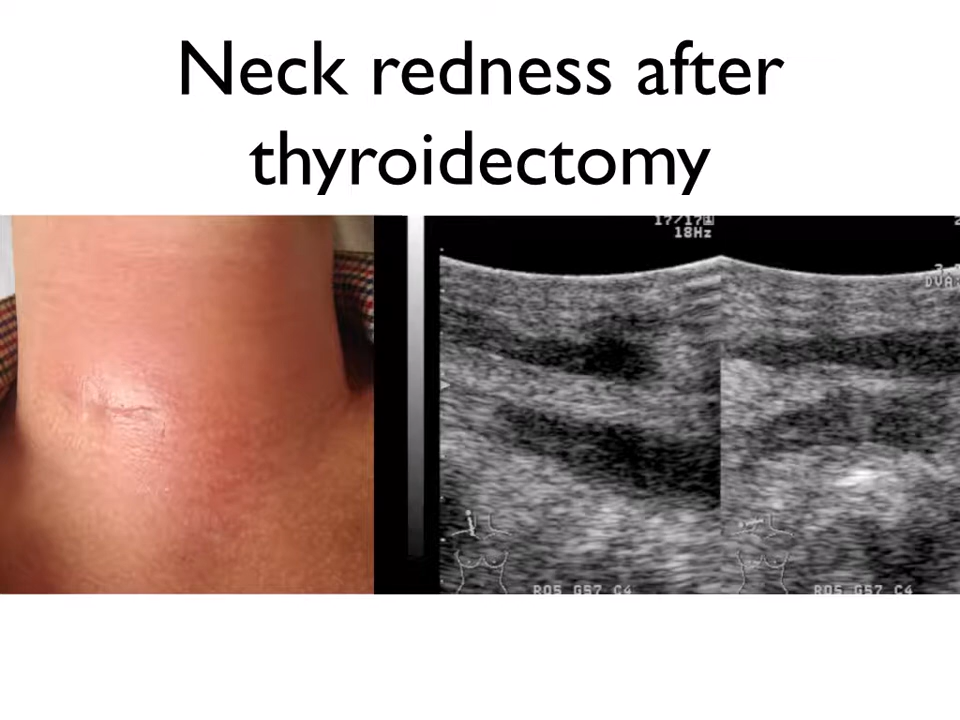 Neck redness after
thyroidectomy
18Hz
R05 G57 C4
R05 G57 C4